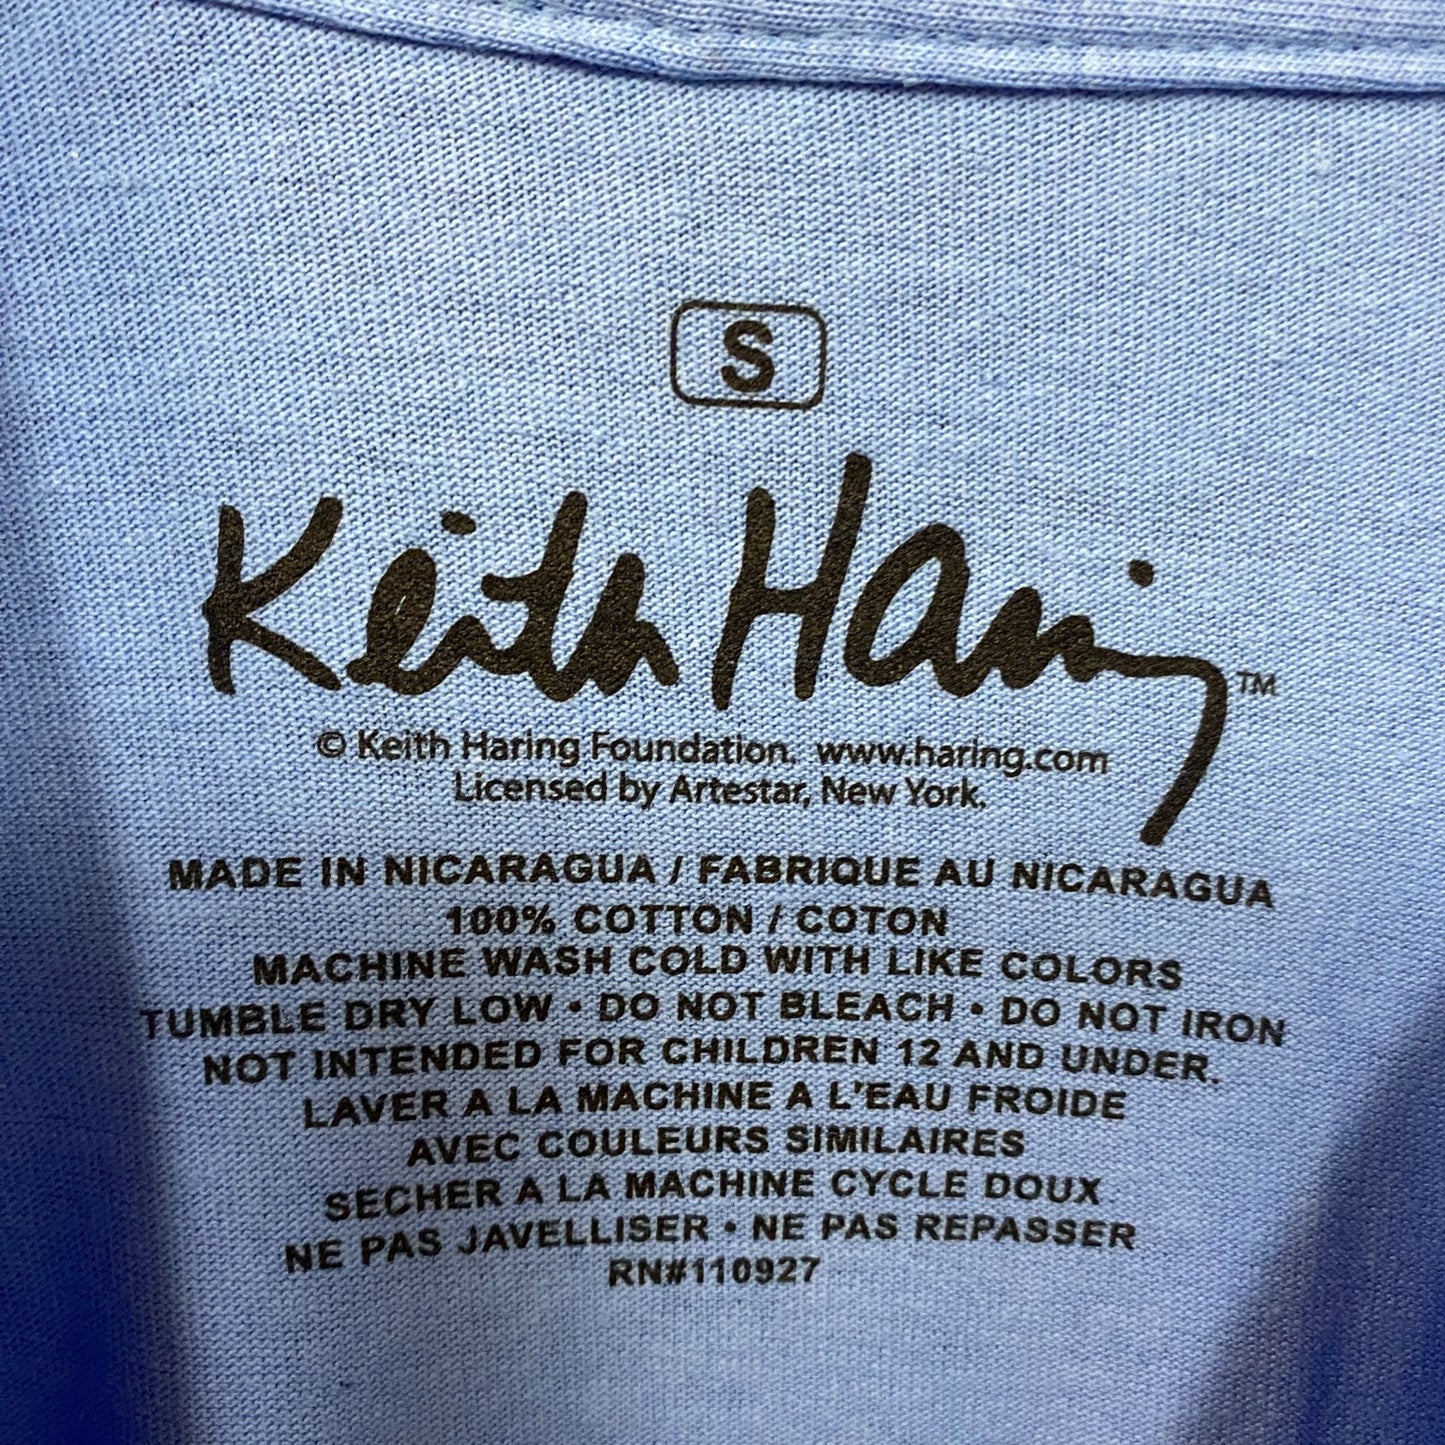 S
Keith Haring™
© Keith Haring Foundation. www.haring.com
Licensed by Artestar, New York.
MADE IN NICARAGUA / FABRIQUE AU NICARAGUA
100% COTTON / COTON
MACHINE WASH COLD WITH LIKE COLORS
TUMBLE DRY LOW • DO NOT BLEACH • DO NOT IRON
NOT INTENDED FOR CHILDREN 12 AND UNDER.
LAVER A LA MACHINE A L'EAU FROIDE
AVEC COULEURS SIMILAIRES
SECHER A LA MACHINE CYCLE DOUX
NE PAS JAVELLISER • NE PAS REPASSER
RN#110927